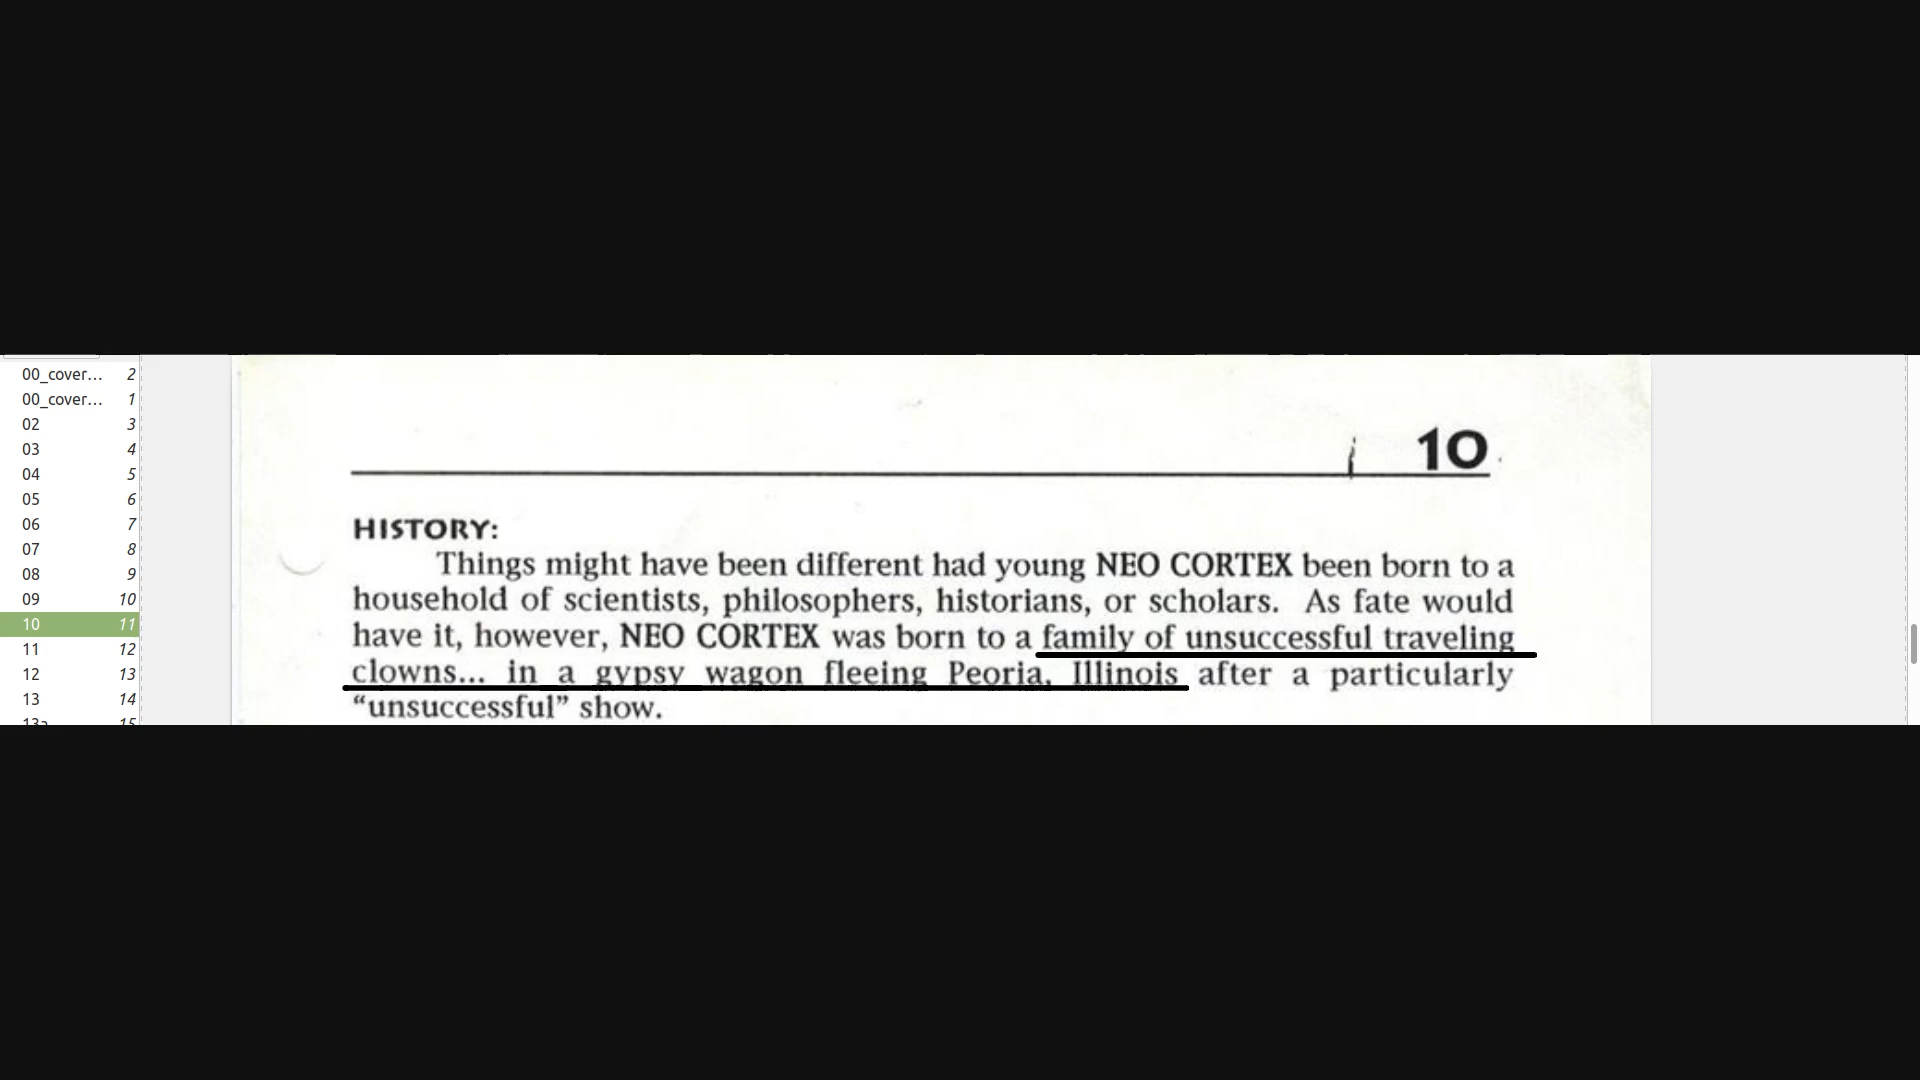 00_cover... 2
00_cover... 1
02 3
03 4
04 5
05 6
06 7
07 8
08 9
09 10
10 11
11 12
12 13
13 14
13a 15
10
HISTORY:
Things might have been different had young NEO CORTEX been born to a
household of scientists, philosophers, historians, or scholars. As fate would
have it, however, NEO CORTEX was born to a family of unsuccessful traveling
clowns... in a gypsy wagon fleeing Peoria, Illinois after a particularly
“unsuccessful” show.